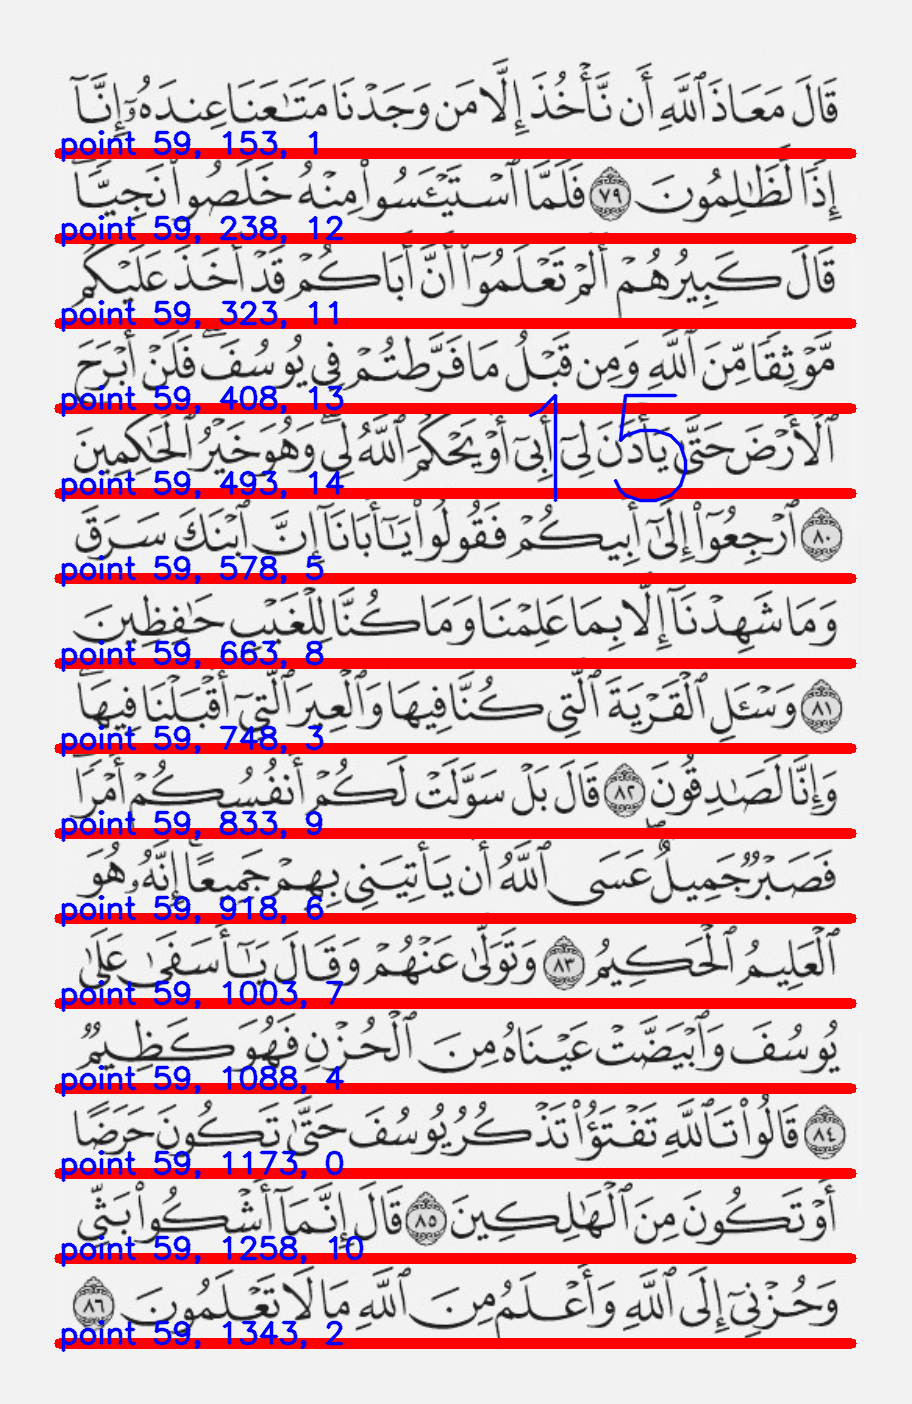 قَالَ مَعَاذَ ٱللَّهِ أَن نَّأۡخُذَ إِلَّا مَن وَجَدۡنَا مَتَٰعَنَا عِندَهُۥٓ إِنَّآ
point 59, 153, 1
إِذٗا لَّظَٰلِمُونَ ٧٩ فَلَمَّا ٱسۡتَيۡـَٔسُواْ مِنۡهُ خَلَصُواْ نَجِيّٗاۖ
point 59, 238, 12
قَالَ كَبِيرُهُمۡ أَلَمۡ تَعۡلَمُوٓاْ أَنَّ أَبَاكُمۡ قَدۡ أَخَذَ عَلَيۡكُم
point 59, 323, 11
مَّوۡثِقٗا مِّنَ ٱللَّهِ وَمِن قَبۡلُ مَا فَرَّطتُمۡ فِي يُوسُفَۖ فَلَنۡ أَبۡرَحَ
point 59, 408, 13
ٱلۡأَرۡضَ حَتَّىٰ يَأۡذَنَ لِيٓ أَبِيٓ أَوۡ يَحۡكُمَ ٱللَّهُ لِيۖ وَهُوَ خَيۡرُ ٱلۡحَٰكِمِينَ
15
point 59, 493, 14
٨٠ ٱرۡجِعُوٓاْ إِلَىٰٓ أَبِيكُمۡ فَقُولُواْ يَٰٓأَبَانَآ إِنَّ ٱبۡنَكَ سَرَقَ
point 59, 578, 5
وَمَا شَهِدۡنَآ إِلَّا بِمَا عَلِمۡنَا وَمَا كُنَّا لِلۡغَيۡبِ حَٰفِظِينَ
point 59, 663, 8
٨١ وَسۡـَٔلِ ٱلۡقَرۡيَةَ ٱلَّتِي كُنَّا فِيهَا وَٱلۡعِيرَ ٱلَّتِيٓ أَقۡبَلۡنَا فِيهَاۖ
point 59, 748, 3
وَإِنَّا لَصَٰدِقُونَ ٨٢ قَالَ بَلۡ سَوَّلَتۡ لَكُمۡ أَنفُسُكُمۡ أَمۡرٗاۖ
point 59, 833, 9
فَصَبۡرٞ جَمِيلٌۖ عَسَى ٱللَّهُ أَن يَأۡتِيَنِي بِهِمۡ جَمِيعًاۚ إِنَّهُۥ هُوَ
point 59, 918, 6
ٱلۡعَلِيمُ ٱلۡحَكِيمُ ٨٣ وَتَوَلَّىٰ عَنۡهُمۡ وَقَالَ يَٰٓأَسَفَىٰ عَلَىٰ
point 59, 1003, 7
يُوسُفَ وَٱبۡيَضَّتۡ عَيۡنَاهُ مِنَ ٱلۡحُزۡنِ فَهُوَ كَظِيمٞ
point 59, 1088, 4
٨٤ قَالُواْ تَٱللَّهِ تَفۡتَؤُاْ تَذۡكُرُ يُوسُفَ حَتَّىٰ تَكُونَ حَرَضًا
point 59, 1173, 0
أَوۡ تَكُونَ مِنَ ٱلۡهَٰلِكِينَ ٨٥ قَالَ إِنَّمَآ أَشۡكُواْ بَثِّي
point 59, 1258, 10
وَحُزۡنِيٓ إِلَى ٱللَّهِ وَأَعۡلَمُ مِنَ ٱللَّهِ مَا لَا تَعۡلَمُونَ ٨٦
point 59, 1343, 2